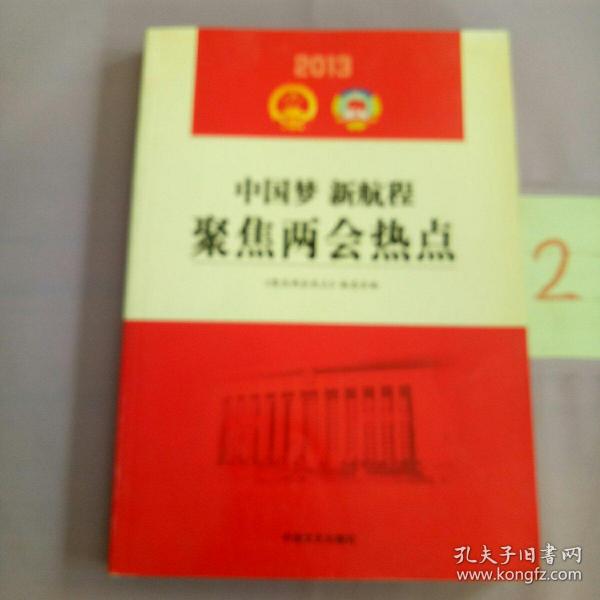 2013
中国梦 新航程
聚焦两会热点
2
孔夫子旧书网
www.kongfz.com